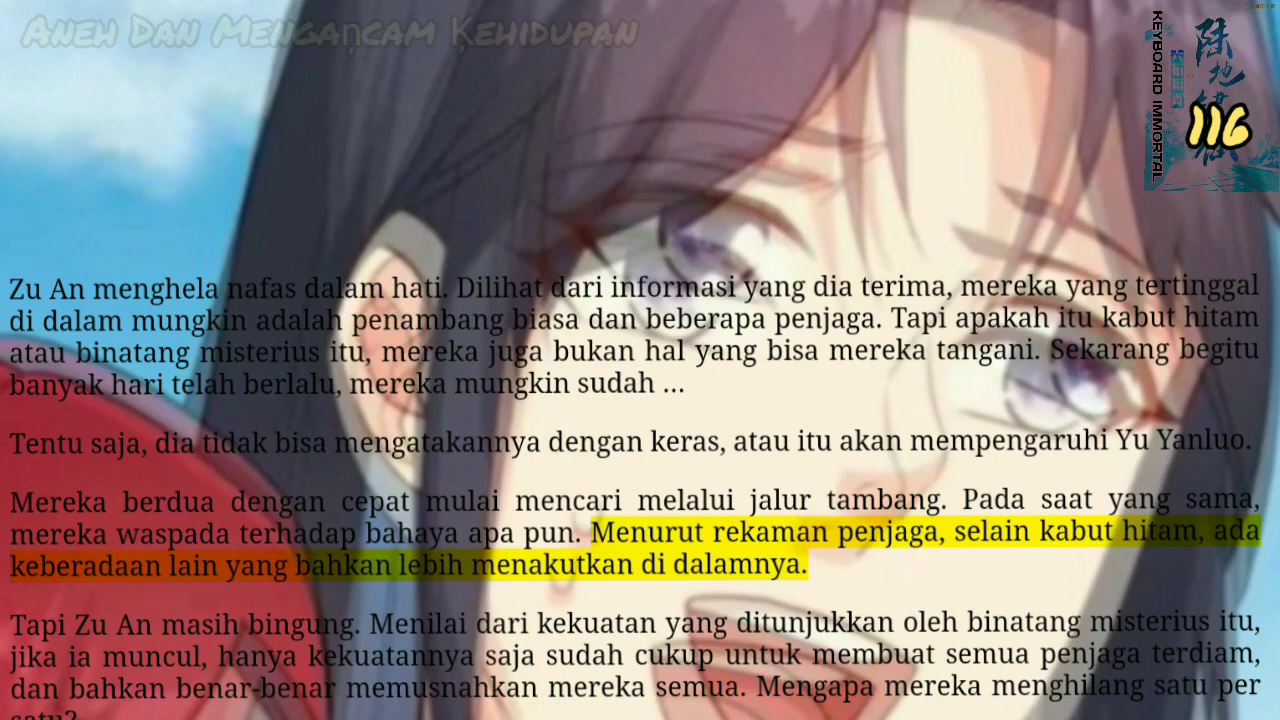 Aneh Dan Mengancam Kehidupan
KEYBOARD IMMORTAL
陆地键仙
116
Zu An menghela nafas dalam hati. Dilihat dari informasi yang dia terima, mereka yang tertinggal
di dalam mungkin adalah penambang biasa dan beberapa penjaga. Tapi apakah itu kabut hitam
atau binatang misterius itu, mereka juga bukan hal yang bisa mereka tangani. Sekarang begitu
banyak hari telah berlalu, mereka mungkin sudah ...
Tentu saja, dia tidak bisa mengatakannya dengan keras, atau itu akan mempengaruhi Yu Yanluo.
Mereka berdua dengan cepat mulai mencari melalui jalur tambang. Pada saat yang sama,
mereka waspada terhadap bahaya apa pun. Menurut rekaman penjaga, selain kabut hitam, ada
keberadaan lain yang bahkan lebih menakutkan di dalamnya.
Tapi Zu An masih bingung. Menilai dari kekuatan yang ditunjukkan oleh binatang misterius itu,
jika ia muncul, hanya kekuatannya saja sudah cukup untuk membuat semua penjaga terdiam,
dan bahkan benar-benar memusnahkan mereka semua. Mengapa mereka menghilang satu per
satu?